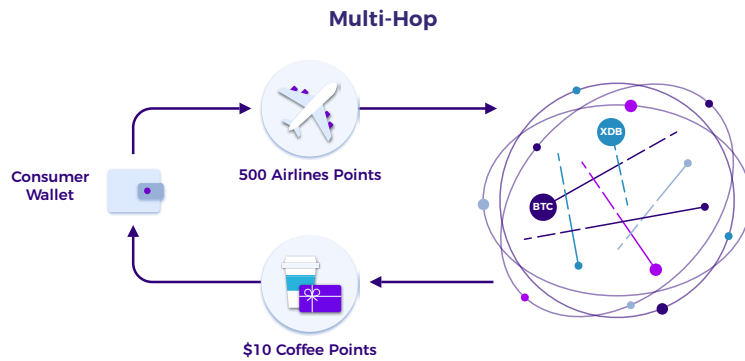 Multi-Hop
XDB
500 Airlines Points
Consumer
Wallet
BTC
$10 Coffee Points